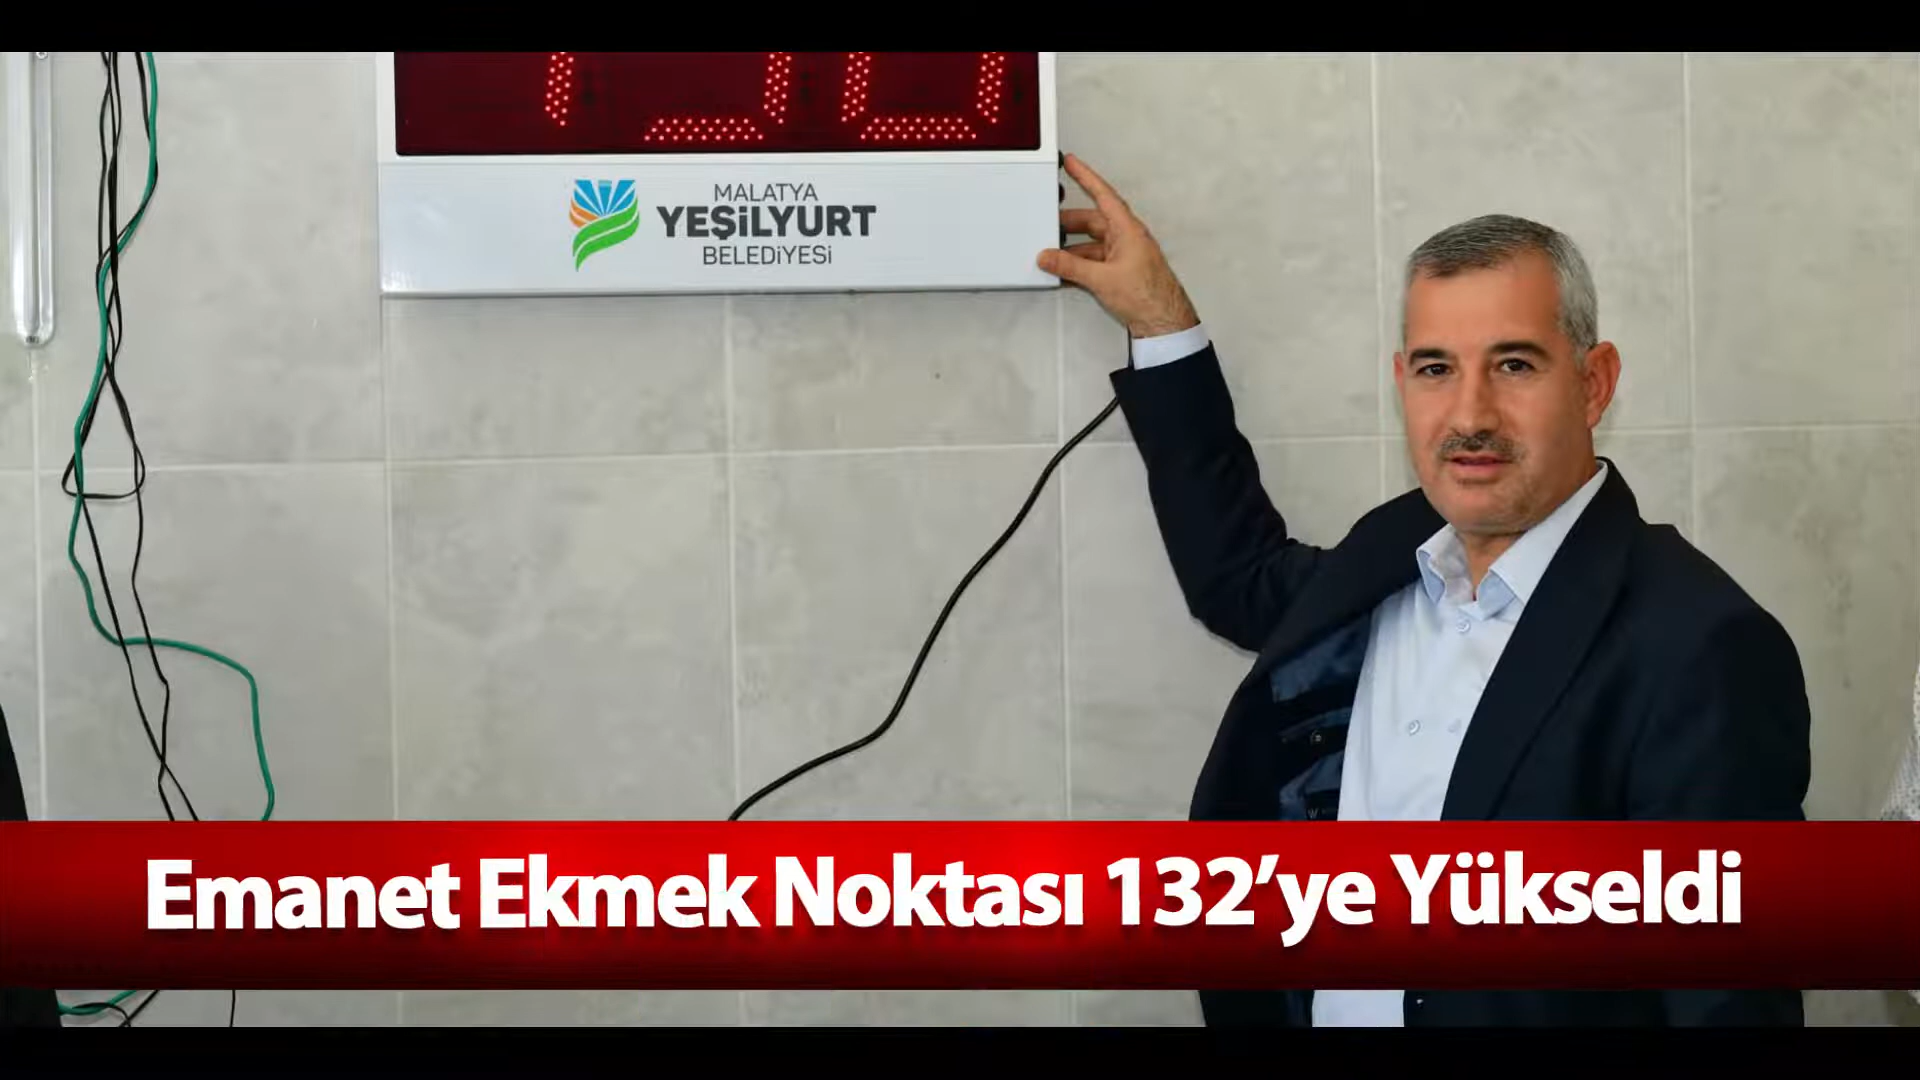 MALATYA
YEŞİLYURT
BELEDİYESİ
Emanet Ekmek Noktası 132’ye Yükseldi